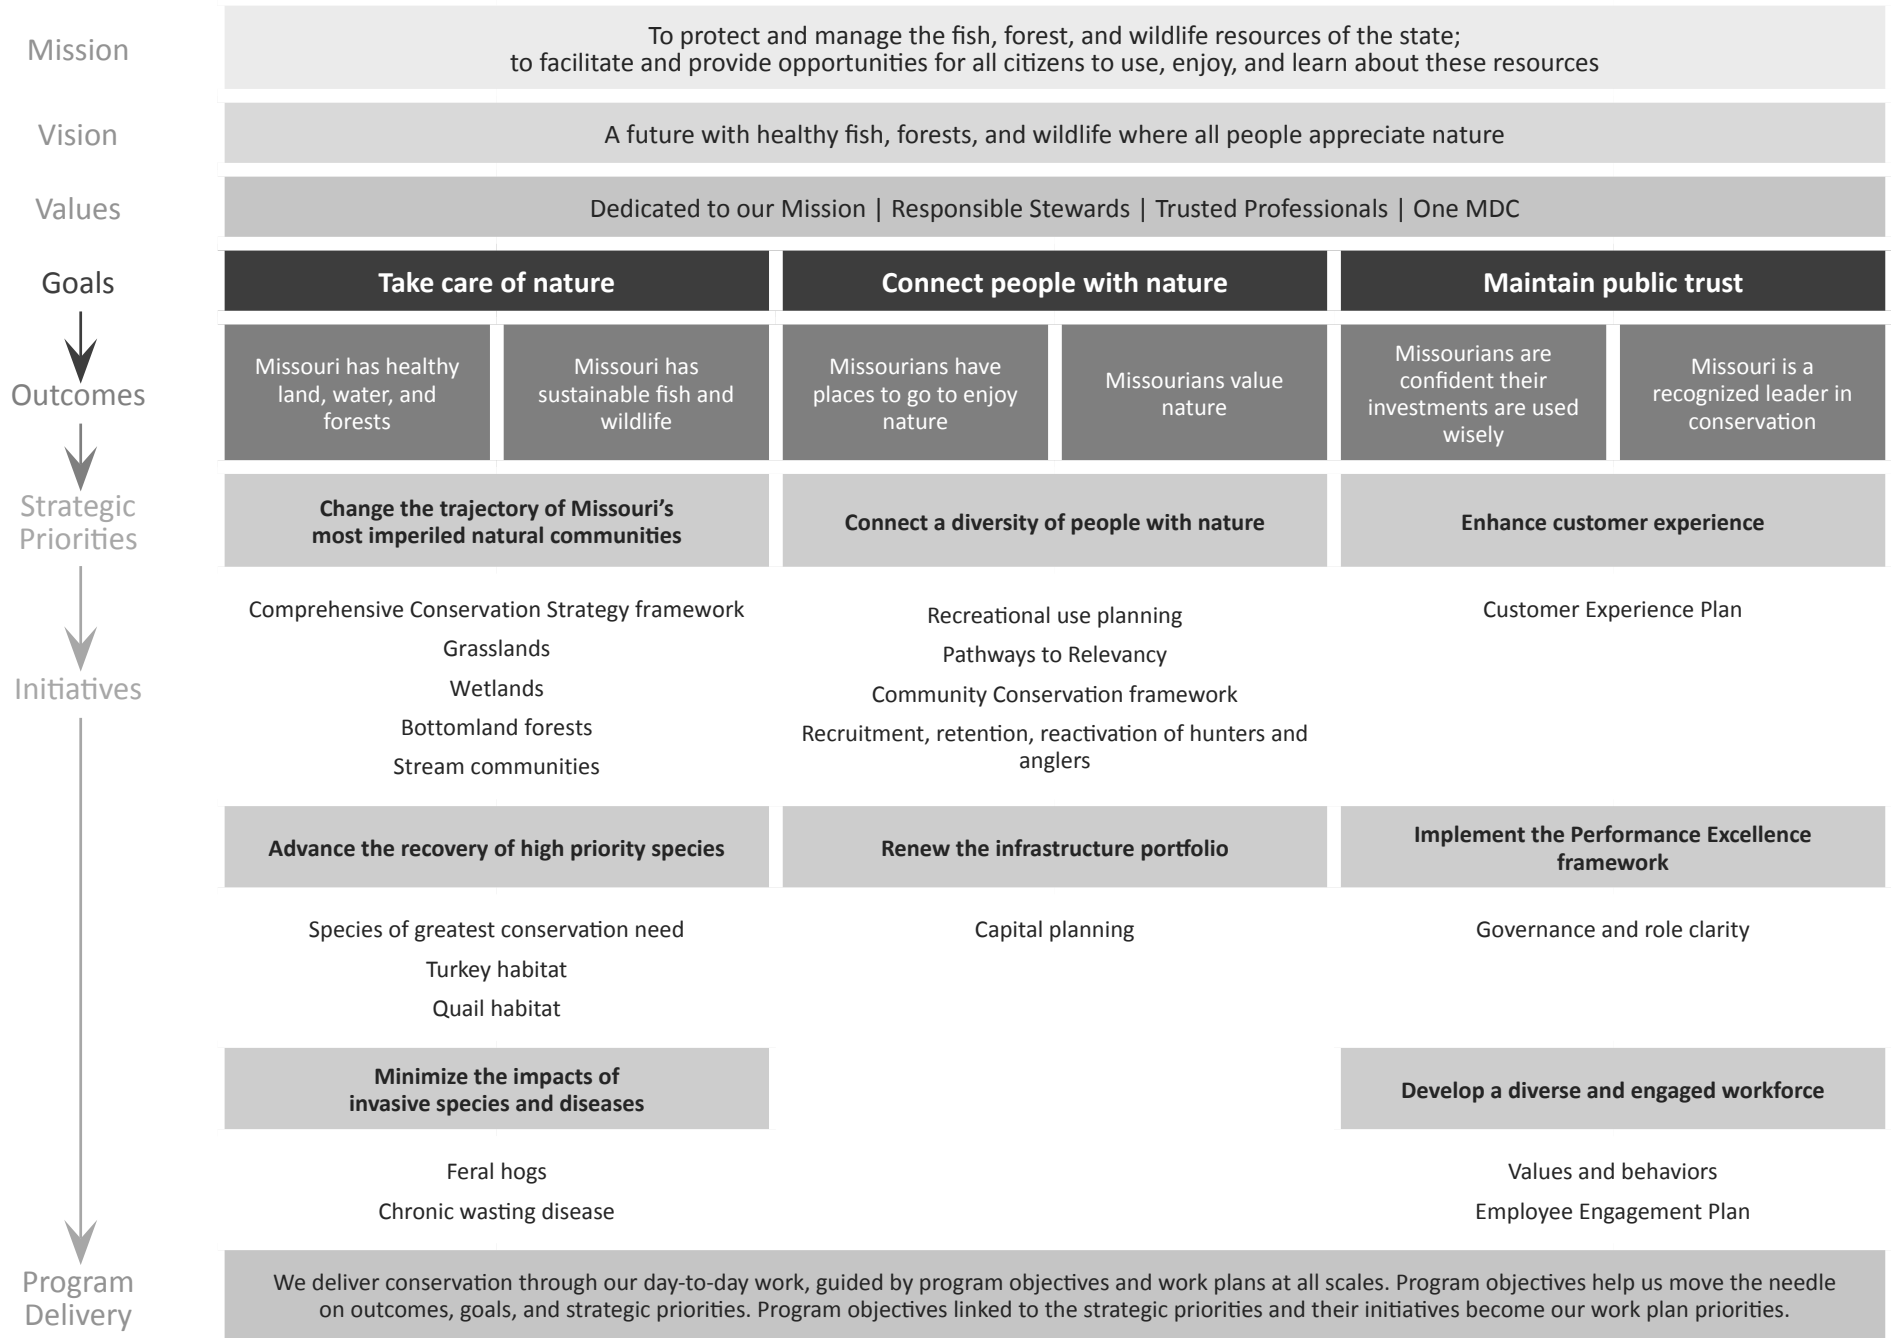 Mission
To protect and manage the fish, forest, and wildlife resources of the state;
to facilitate and provide opportunities for all citizens to use, enjoy, and learn about these resources
Vision
A future with healthy fish, forests, and wildlife where all people appreciate nature
Values
Dedicated to our Mission | Responsible Stewards | Trusted Professionals | One MDC
Goals
Take care of nature
Connect people with nature
Maintain public trust
Outcomes
Missouri has healthy
land, water, and
forests
Missouri has
sustainable fish and
wildlife
Missourians have
places to go to enjoy
nature
Missourians value
nature
Missourians are
confident their
investments are used
wisely
Missouri is a
recognized leader in
conservation
Strategic
Priorities
Change the trajectory of Missouri’s
most imperiled natural communities
Connect a diversity of people with nature
Enhance customer experience
Initiatives
Comprehensive Conservation Strategy framework
Grasslands
Wetlands
Bottomland forests
Stream communities
Recreational use planning
Pathways to Relevancy
Community Conservation framework
Recruitment, retention, reactivation of hunters and
anglers
Customer Experience Plan
Advance the recovery of high priority species
Renew the infrastructure portfolio
Implement the Performance Excellence
framework
Species of greatest conservation need
Turkey habitat
Quail habitat
Capital planning
Governance and role clarity
Minimize the impacts of
invasive species and diseases
Develop a diverse and engaged workforce
Feral hogs
Chronic wasting disease
Values and behaviors
Employee Engagement Plan
Program
Delivery
We deliver conservation through our day-to-day work, guided by program objectives and work plans at all scales. Program objectives help us move the needle
on outcomes, goals, and strategic priorities. Program objectives linked to the strategic priorities and their initiatives become our work plan priorities.